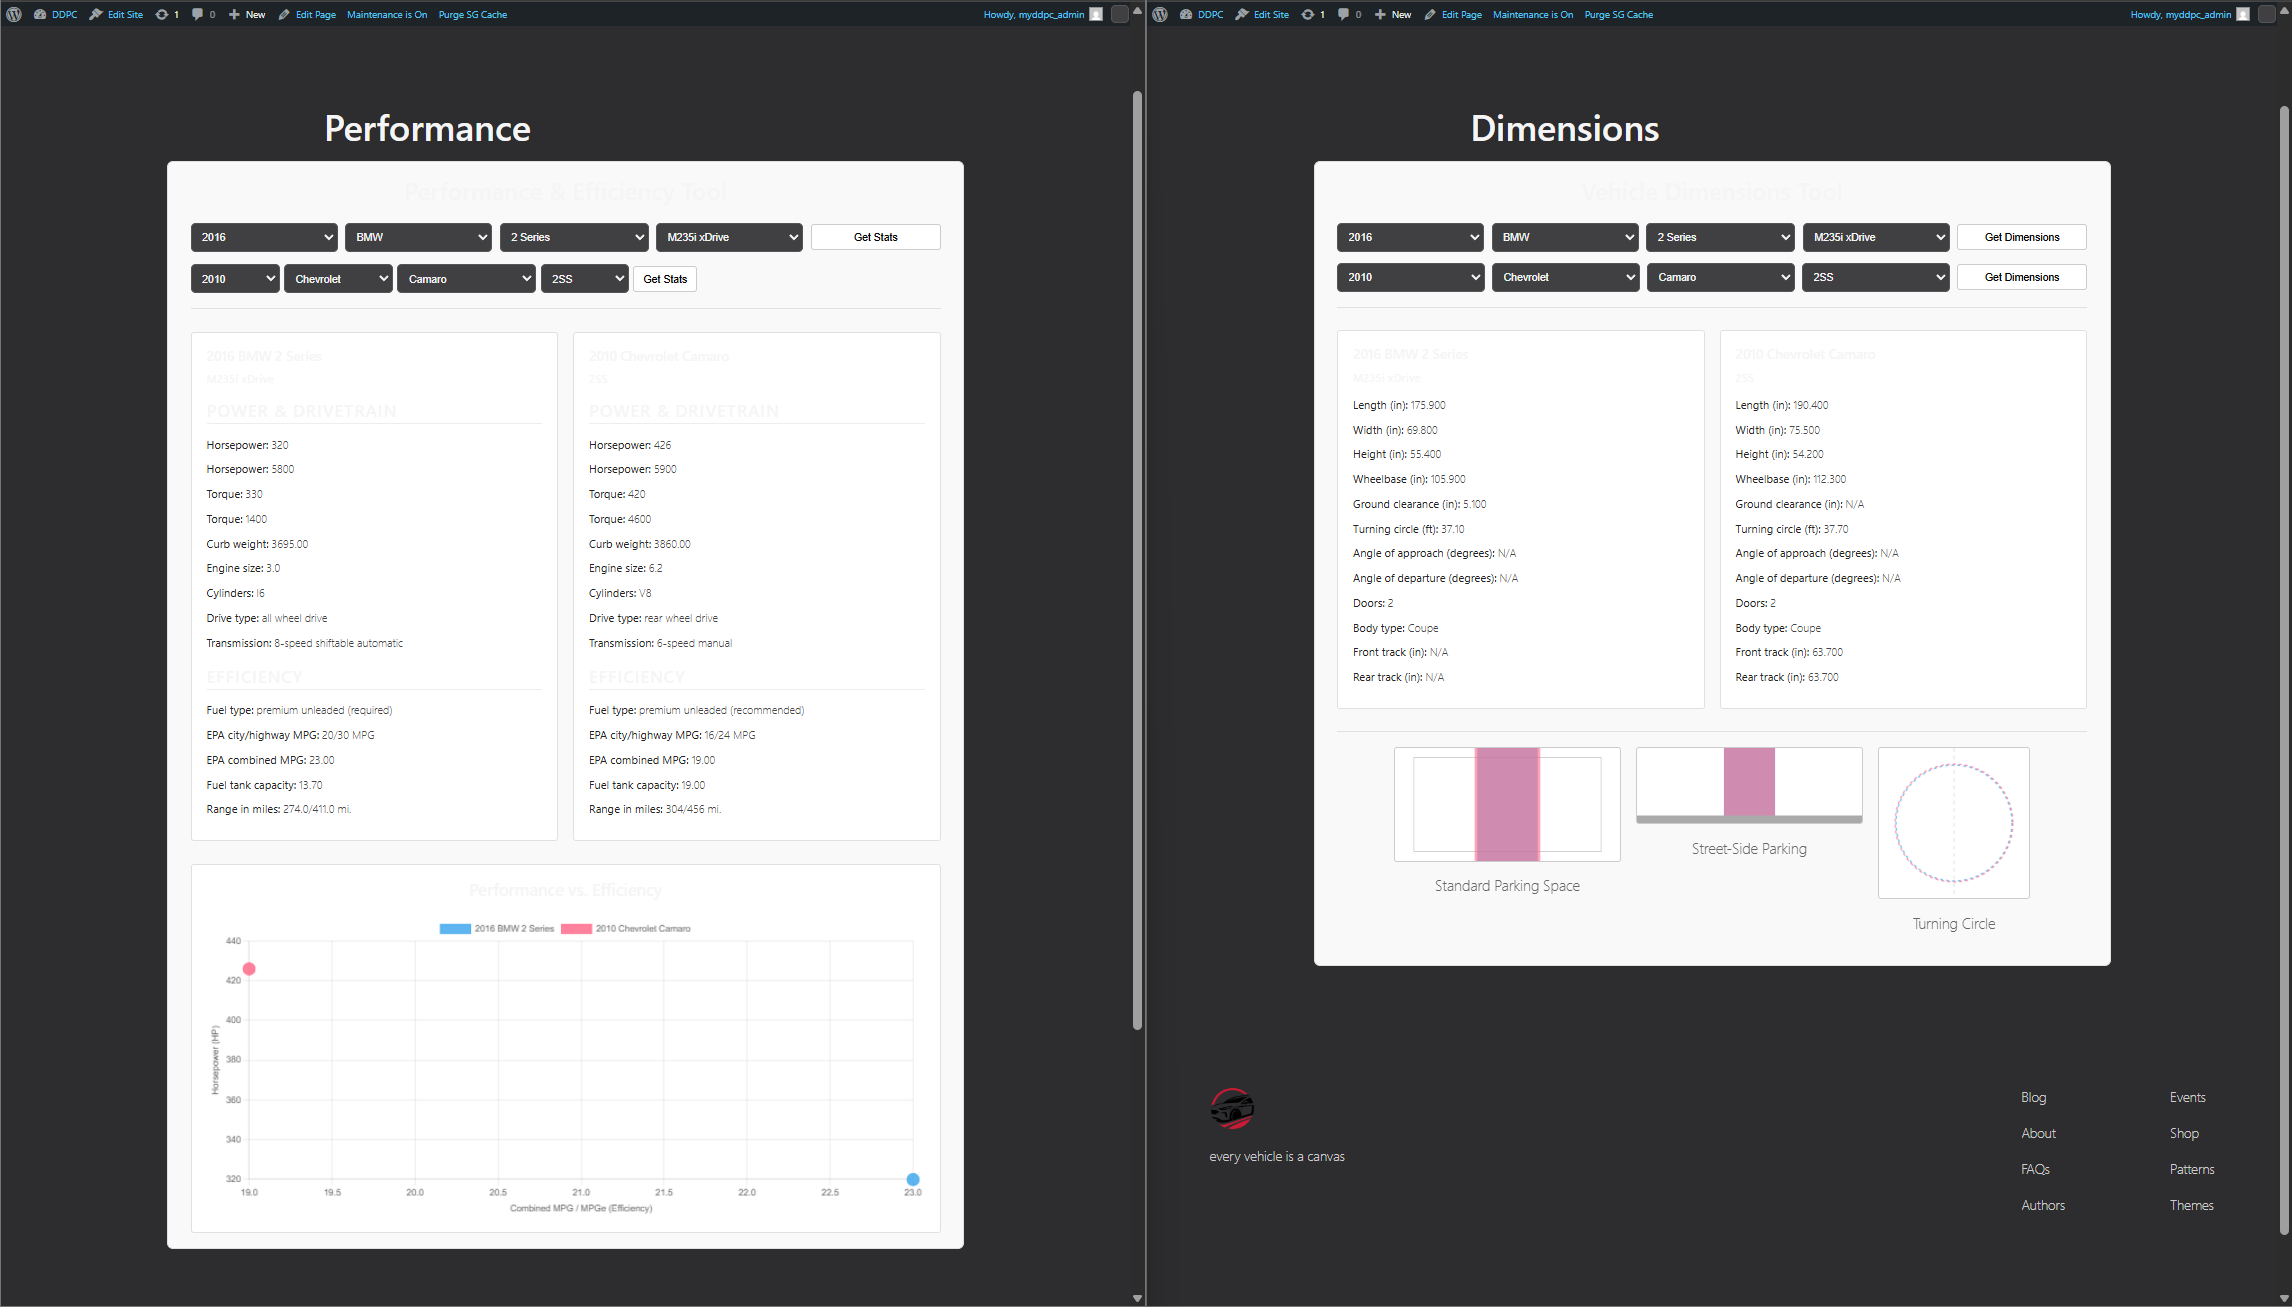 DDPC Edit Site 1 0 New Edit Page Maintenance is On Purge SG Cache Howdy, myddpc_admin
Performance
Performance & Efficiency Tool
2016 BMW 2 Series M235i xDrive Get Stats
2010 Chevrolet Camaro 2SS Get Stats
2016 BMW 2 Series
M235i xDrive
POWER & DRIVETRAIN
Horsepower: 320
Horsepower: 5800
Torque: 330
Torque: 1400
Curb weight: 3695.00
Engine size: 3.0
Cylinders: I6
Drive type: all wheel drive
Transmission: 8-speed shiftable automatic
EFFICIENCY
Fuel type: premium unleaded (required)
EPA city/highway MPG: 20/30 MPG
EPA combined MPG: 23.00
Fuel tank capacity: 13.70
Range in miles: 274.0/411.0 mi.
2010 Chevrolet Camaro
2SS
POWER & DRIVETRAIN
Horsepower: 426
Horsepower: 5900
Torque: 420
Torque: 4600
Curb weight: 3860.00
Engine size: 6.2
Cylinders: V8
Drive type: rear wheel drive
Transmission: 6-speed manual
EFFICIENCY
Fuel type: premium unleaded (recommended)
EPA city/highway MPG: 16/24 MPG
EPA combined MPG: 19.00
Fuel tank capacity: 19.00
Range in miles: 304/456 mi.
Performance vs. Efficiency
2016 BMW 2 Series 2010 Chevrolet Camaro
440
420
400
380
360
340
320
Horsepower (HP)
19.0 19.5 20.0 20.5 21.0 21.5 22.0 22.5 23.0
Combined MPG / MPGe (Efficiency)
DDPC Edit Site 1 0 New Edit Page Maintenance is On Purge SG Cache Howdy, myddpc_admin
Dimensions
Vehicle Dimensions Tool
2016 BMW 2 Series M235i xDrive Get Dimensions
2010 Chevrolet Camaro 2SS Get Dimensions
2016 BMW 2 Series
M235i xDrive
Length (in): 175.900
Width (in): 69.800
Height (in): 55.400
Wheelbase (in): 105.900
Ground clearance (in): 5.100
Turning circle (ft): 37.10
Angle of approach (degrees): N/A
Angle of departure (degrees): N/A
Doors: 2
Body type: Coupe
Front track (in): N/A
Rear track (in): N/A
2010 Chevrolet Camaro
2SS
Length (in): 190.400
Width (in): 75.500
Height (in): 54.200
Wheelbase (in): 112.300
Ground clearance (in): N/A
Turning circle (ft): 37.70
Angle of approach (degrees): N/A
Angle of departure (degrees): N/A
Doors: 2
Body type: Coupe
Front track (in): 63.700
Rear track (in): 63.700
Standard Parking Space
Street-Side Parking
Turning Circle
every vehicle is a canvas
Blog
About
FAQs
Authors
Events
Shop
Patterns
Themes